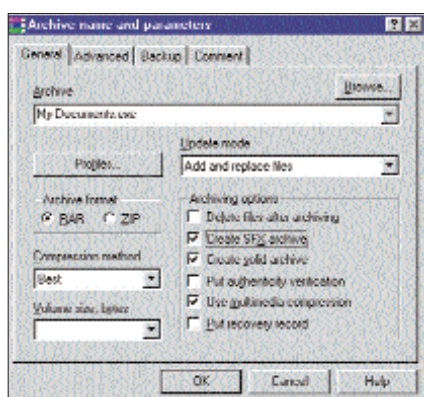 Archive name and parameters
General Advanced Backup Comment
Archive
Browse...
My Documents.exe
Update mode
Profiles...
Add and replace files
Archive format
RAR ZIP
Archiving options
Delete files after archiving
Create SFX archive
Compression method
Create solid archive
Best
Put authenticity verification
Use multimedia compression
Volume size, bytes
Put recovery record
OK Cancel Help